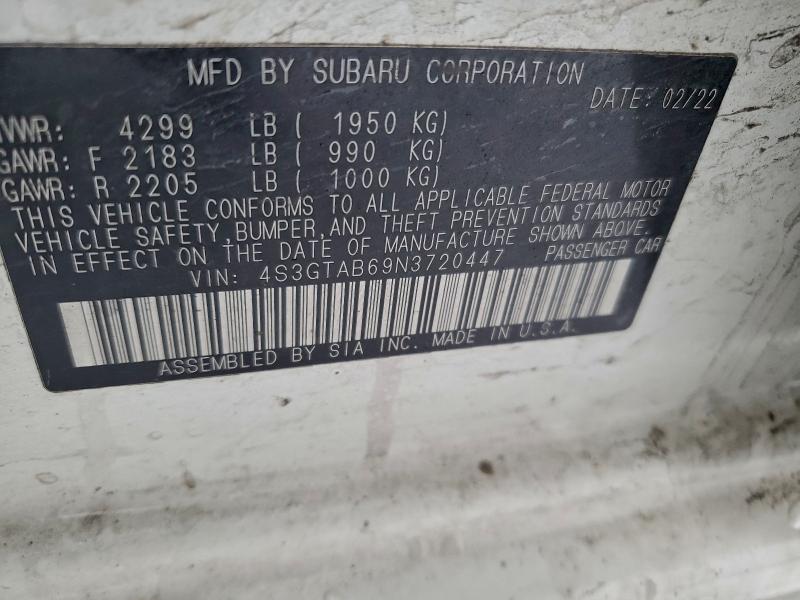 MFD BY SUBARU CORPORATION
DATE: 02/22
VWR: 4299 LB ( 1950 KG)
GAWR: F 2183 LB ( 990 KG)
GAWR: R 2205 LB ( 1000 KG)
THIS VEHICLE CONFORMS TO ALL APPLICABLE FEDERAL MOTOR
VEHICLE SAFETY, BUMPER, AND THEFT PREVENTION STANDARDS
IN EFFECT ON THE DATE OF MANUFACTURE SHOWN ABOVE.
VIN: 4S3GTAB69N3720447 PASSENGER CAR
ASSEMBLED BY SIA INC. MADE IN U.S.A.